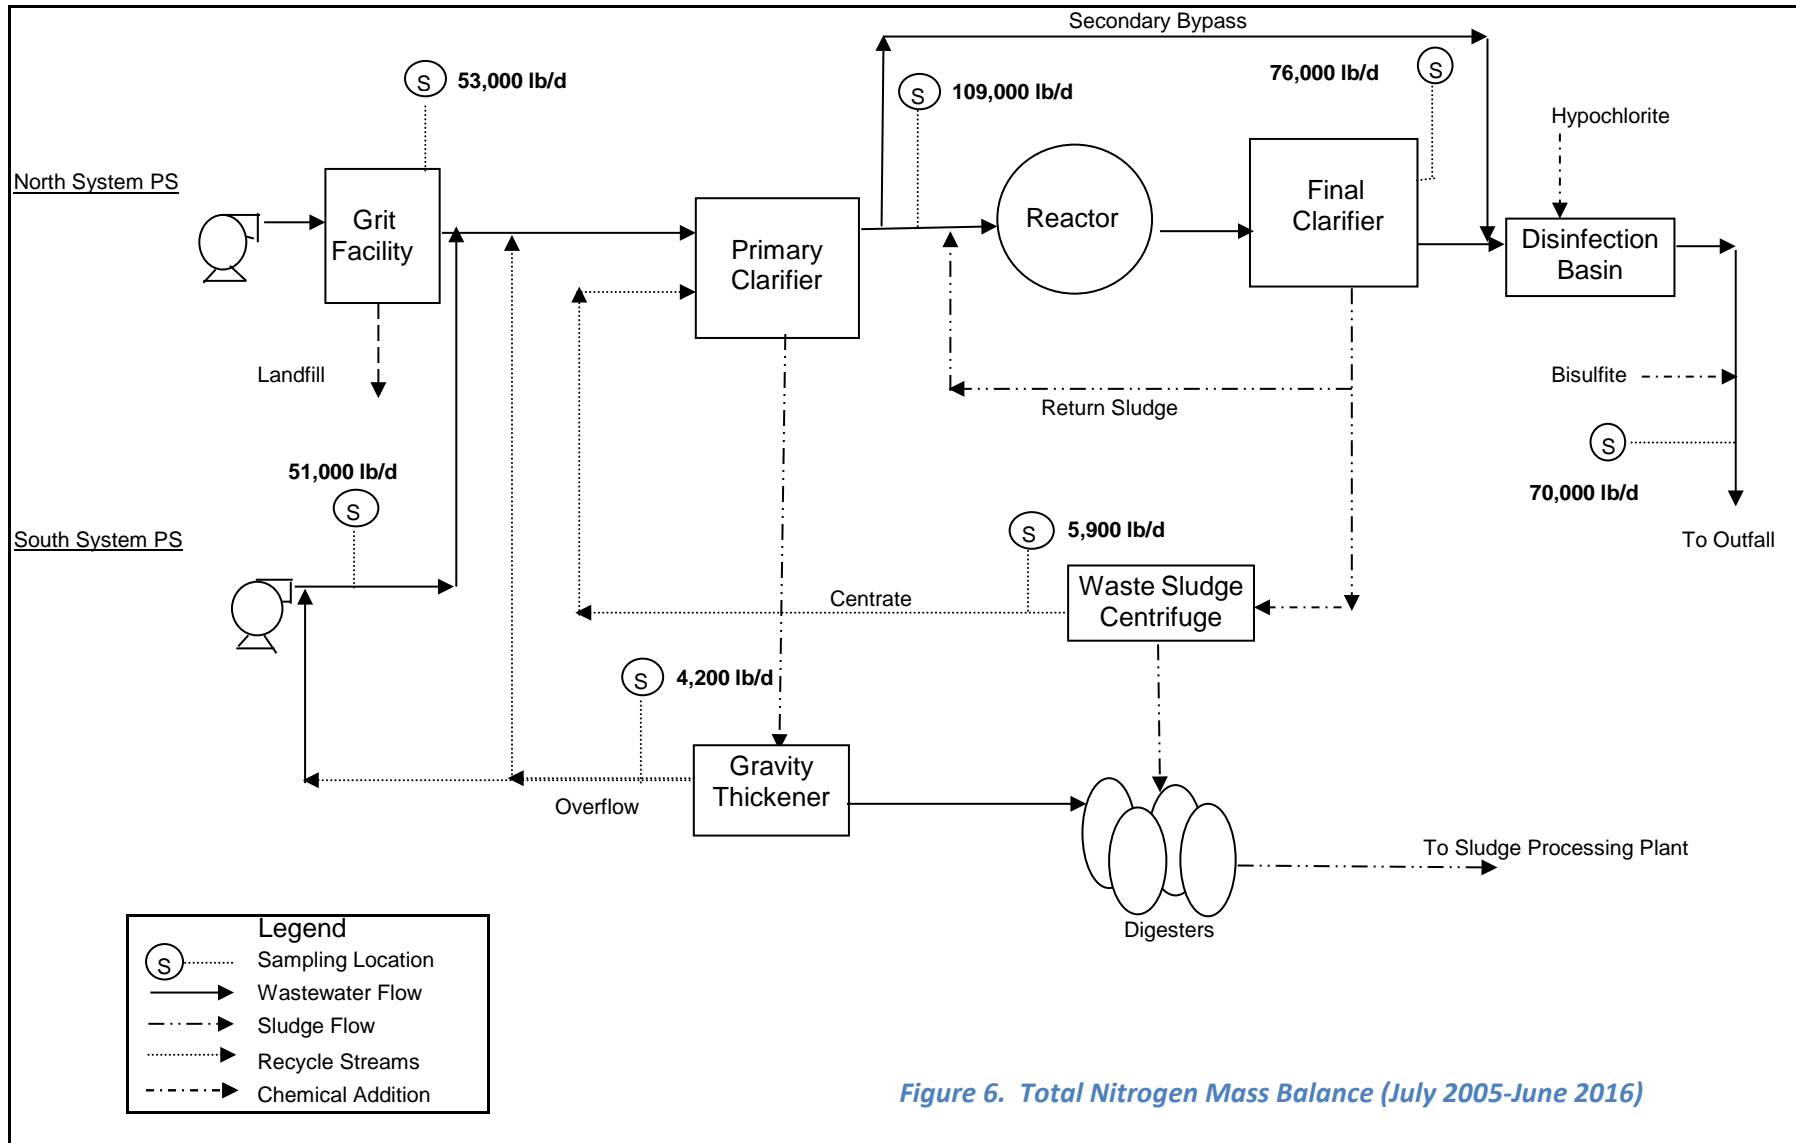 Secondary Bypass
S
53,000 lb/d
S
109,000 lb/d
76,000 lb/d
S
Hypochlorite
North System PS
Grit
Facility
Primary
Clarifier
Reactor
Final
Clarifier
Disinfection
Basin
Landfill
Return Sludge
Bisulfite
S
70,000 lb/d
To Outfall
51,000 lb/d
S
South System PS
S
5,900 lb/d
Centrate
Waste Sludge
Centrifuge
S
4,200 lb/d
Gravity
Thickener
Overflow
To Sludge Processing Plant
Digesters
Legend
S
Sampling Location
Wastewater Flow
Sludge Flow
Recycle Streams
Chemical Addition
Figure 6. Total Nitrogen Mass Balance (July 2005-June 2016)